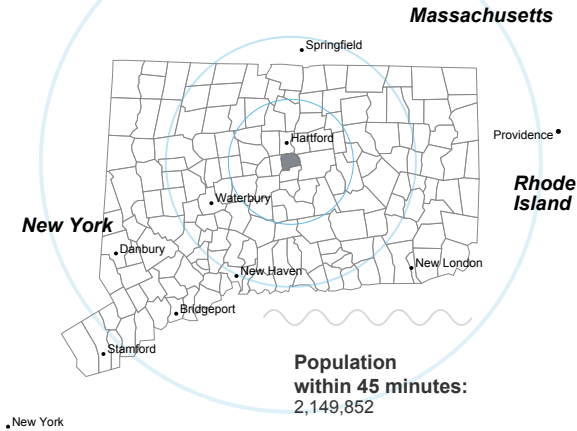 Massachusetts
Springfield
Hartford
Providence
Rhode
Island
Waterbury
New York
Danbury
New Haven
New London
Bridgeport
Stamford
Population
within 45 minutes:
2,149,852
New York